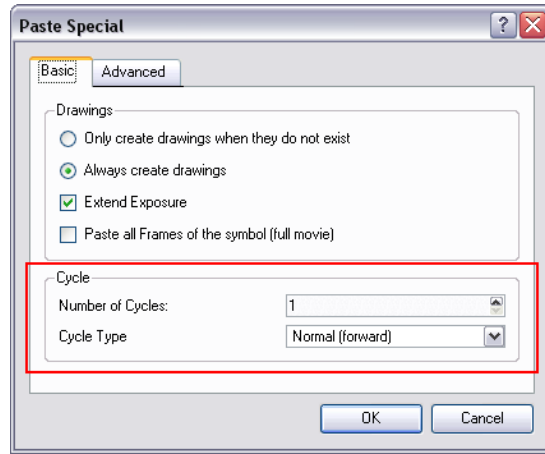 Paste Special
Basic Advanced
Drawings
Only create drawings when they do not exist
Always create drawings
Extend Exposure
Paste all Frames of the symbol (full movie)
Cycle
Number of Cycles: 1
Cycle Type Normal (forward)
OK Cancel